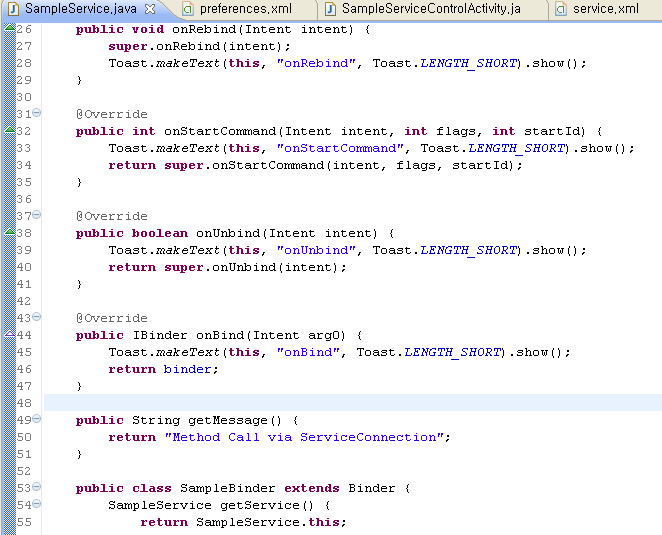 SampleService.java preferences.xml SampleServiceControlActivity.ja service.xml
26 public void onRebind(Intent intent) {
27 super.onRebind(intent);
28 Toast.makeText(this, "onRebind", Toast.LENGTH_SHORT).show();
29 }
30
31 @Override
32 public int onStartCommand(Intent intent, int flags, int startId) {
33 Toast.makeText(this, "onStartCommand", Toast.LENGTH_SHORT).show();
34 return super.onStartCommand(intent, flags, startId);
35 }
36
37 @Override
38 public boolean onUnbind(Intent intent) {
39 Toast.makeText(this, "onUnbind", Toast.LENGTH_SHORT).show();
40 return super.onUnbind(intent);
41 }
42
43 @Override
44 public IBinder onBind(Intent arg0) {
45 Toast.makeText(this, "onBind", Toast.LENGTH_SHORT).show();
46 return binder;
47 }
48
49 public String getMessage() {
50 return "Method Call via ServiceConnection";
51 }
52
53 public class SampleBinder extends Binder {
54 SampleService getService() {
55 return SampleService.this;